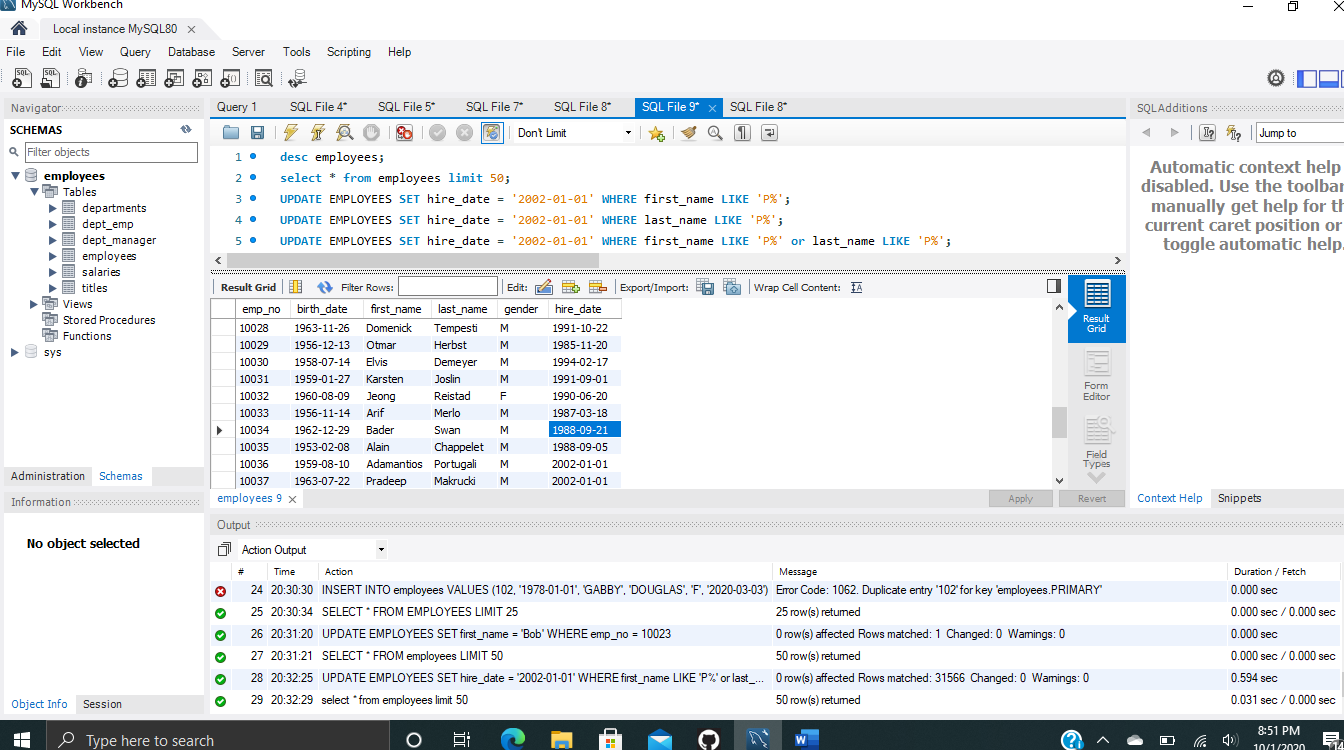 MySQL Workbench
Local instance MySQL80
File Edit View Query Database Server Tools Scripting Help
Navigator
SCHEMAS
Filter objects
employees
Tables
departments
dept_emp
dept_manager
employees
salaries
titles
Views
Stored Procedures
Functions
sys
Administration Schemas
Information
No object selected
Object Info Session
Query 1 SQL File 4* SQL File 5* SQL File 7* SQL File 8* SQL File 9* SQL File 8*
Don't Limit
1 desc employees;
2 select * from employees limit 50;
3 UPDATE EMPLOYEES SET hire_date = '2002-01-01' WHERE first_name LIKE 'P%';
4 UPDATE EMPLOYEES SET hire_date = '2002-01-01' WHERE last_name LIKE 'P%';
5 UPDATE EMPLOYEES SET hire_date = '2002-01-01' WHERE first_name LIKE 'P%' or last_name LIKE 'P%';
Result Grid Filter Rows: Edit: Export/Import: Wrap Cell Content:
emp_no birth_date first_name last_name gender hire_date
10028 1963-11-26 Domenick Tempesti M 1991-10-22
10029 1956-12-13 Otmar Herbst M 1985-11-20
10030 1958-07-14 Elvis Demeyer M 1994-02-17
10031 1959-01-27 Karsten Joslin M 1991-09-01
10032 1960-08-09 Jeong Reistad F 1990-06-20
10033 1956-11-14 Arif Merlo M 1987-03-18
10034 1962-12-29 Bader Swan M 1988-09-21
10035 1953-02-08 Alain Chappelet M 1988-09-05
10036 1959-08-10 Adamantios Portugali M 2002-01-01
10037 1963-07-22 Pradeep Makrucki M 2002-01-01
Result
Grid
Form
Editor
Field
Types
employees 9 Apply Revert
SQLAdditions
Jump to
Automatic context help
disabled. Use the toolbar
manually get help for th
current caret position or
toggle automatic help.
Context Help Snippets
Output
Action Output
# Time Action Message Duration / Fetch
24 20:30:30 INSERT INTO employees VALUES (102, '1978-01-01', 'GABBY', 'DOUGLAS', 'F', '2020-03-03') Error Code: 1062. Duplicate entry '102' for key 'employees.PRIMARY' 0.000 sec
25 20:30:34 SELECT * FROM EMPLOYEES LIMIT 25 25 row(s) returned 0.000 sec / 0.000 sec
26 20:31:20 UPDATE EMPLOYEES SET first_name = 'Bob' WHERE emp_no = 10023 0 row(s) affected Rows matched: 1 Changed: 0 Warnings: 0 0.000 sec
27 20:31:21 SELECT * FROM employees LIMIT 50 50 row(s) returned 0.000 sec / 0.000 sec
28 20:32:25 UPDATE EMPLOYEES SET hire_date = '2002-01-01' WHERE first_name LIKE 'P%' or last_... 0 row(s) affected Rows matched: 31566 Changed: 0 Warnings: 0 0.594 sec
29 20:32:29 select * from employees limit 50 50 row(s) returned 0.031 sec / 0.000 sec
Type here to search
8:51 PM
10/1/2020